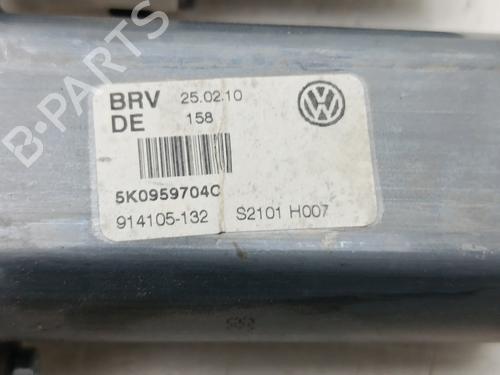 BRV 25.02.10
DE 158
5K0959704C
914105-132 S2101 H007
B-PARTS